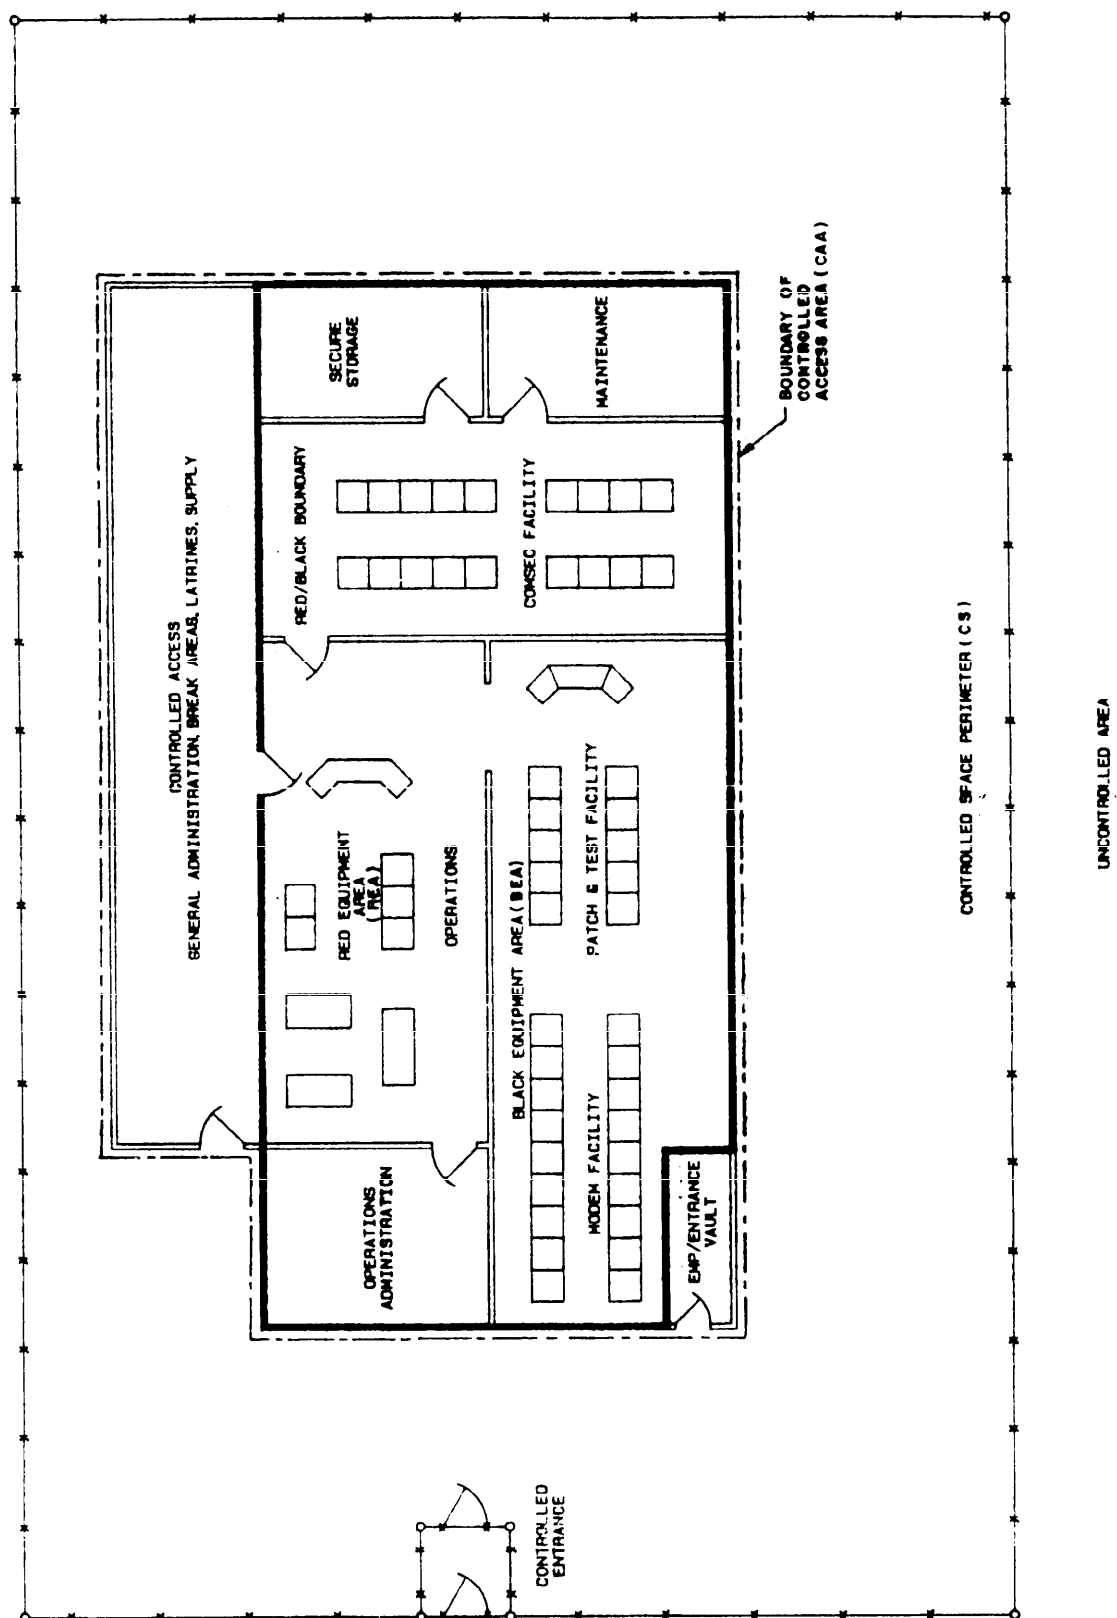 CONTROLLED ACCESS
GENERAL ADMINISTRATION, BREAK AREAS, LATRINES, SUPPLY
SECURE
STORAGE
MAINTENANCE
BOUNDARY OF
CONTROLLED
ACCESS AREA (CAA)
RED/BLACK BOUNDARY
COMSEC FACILITY
RED EQUIPMENT
AREA
(REA)
OPERATIONS
BLACK EQUIPMENT AREA (BEA)
PATCH & TEST FACILITY
MODEM FACILITY
OPERATIONS
ADMINISTRATION
EMP/ENTRANCE
VAULT
CONTROLLED
ENTRANCE
CONTROLLED SPACE PERIMETER (CS)
UNCONTROLLED AREA